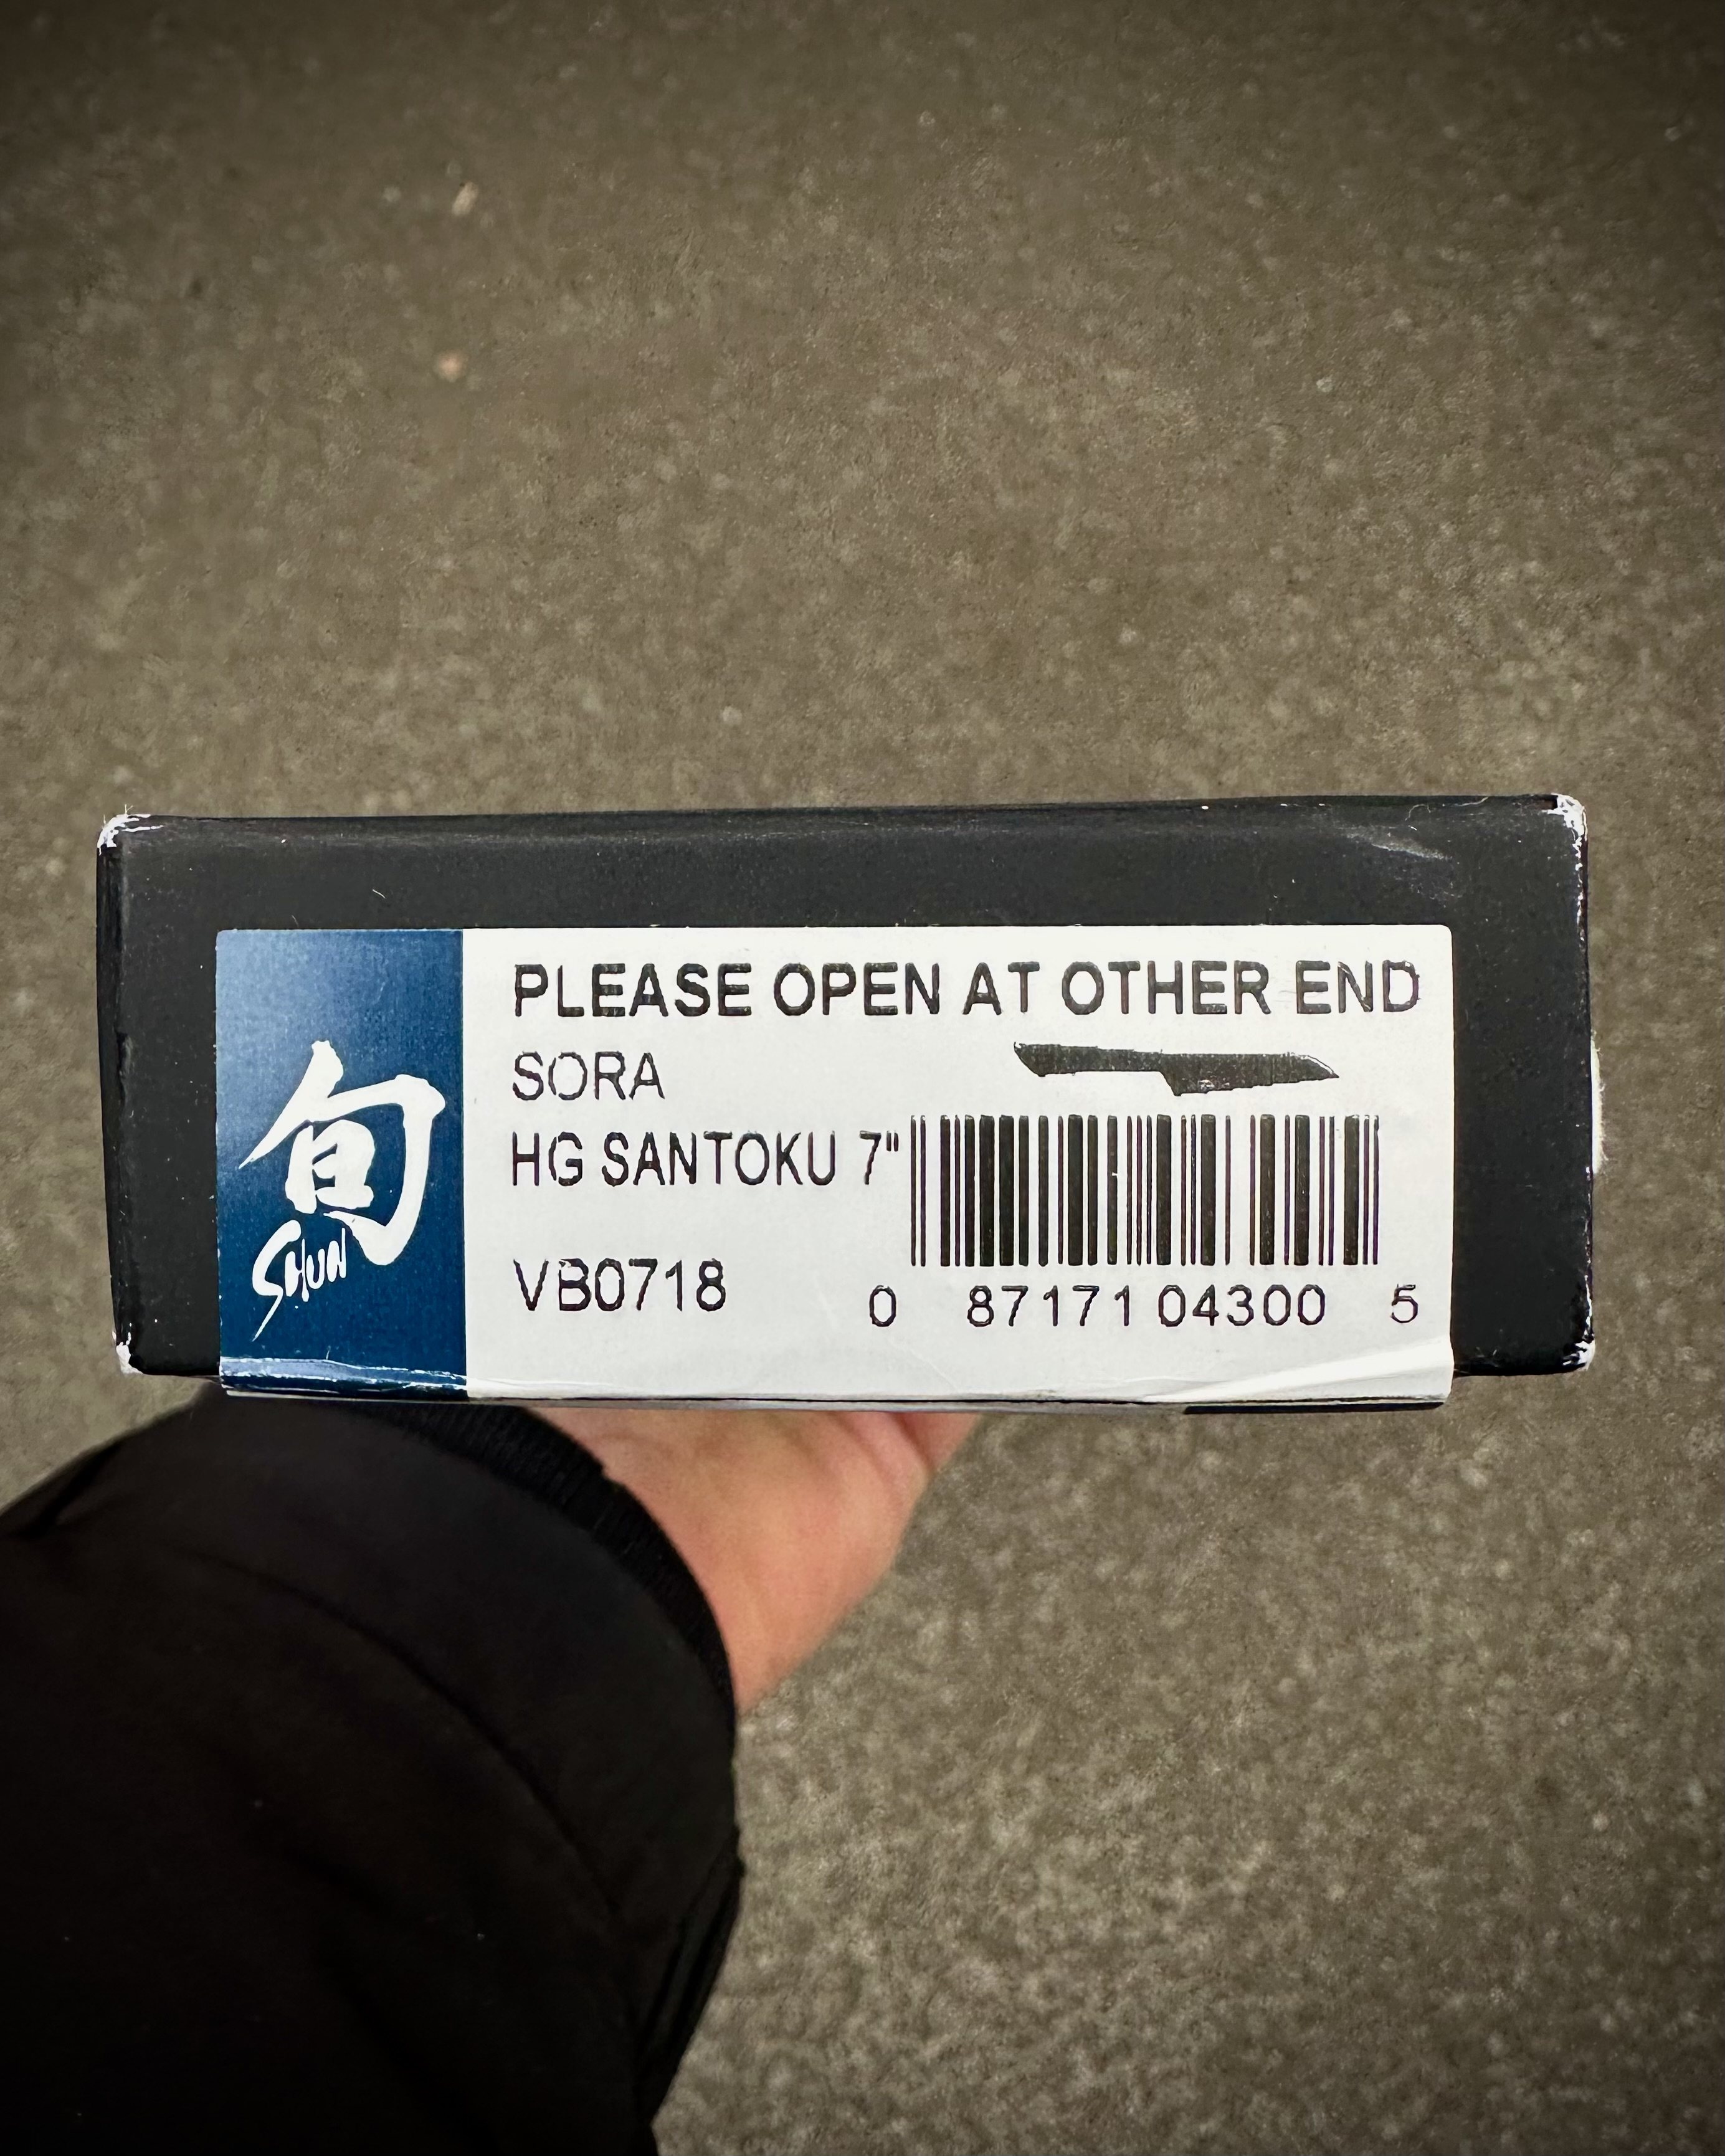 旬
SHUN
PLEASE OPEN AT OTHER END
SORA
HG SANTOKU 7"
VB0718
0 87171 04300 5